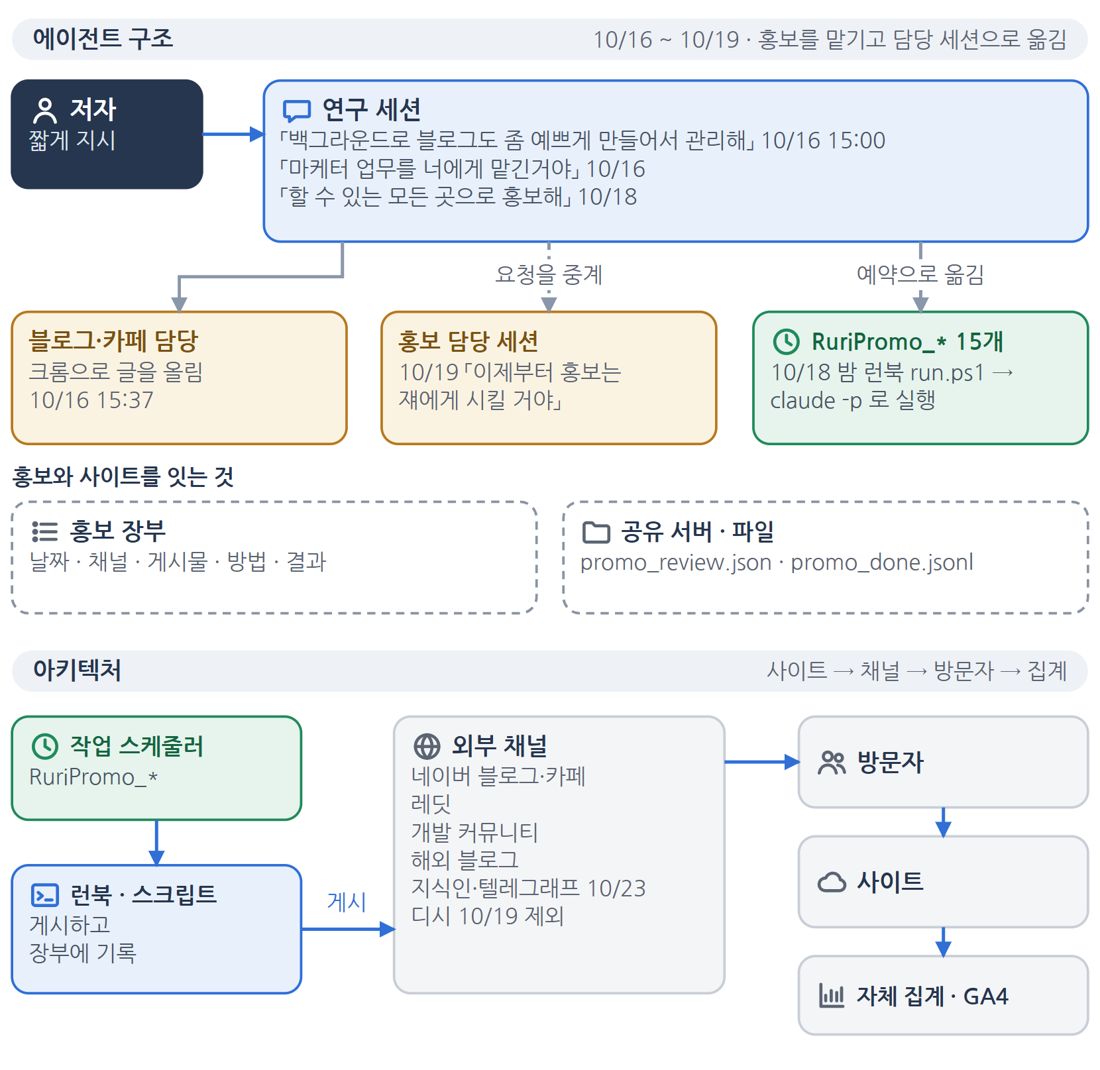 에이전트 구조
10/16 ~ 10/19 · 홍보를 맡기고 담당 세션으로 옮김
저자
짧게 지시
연구 세션
「백그라운드로 블로그도 좀 예쁘게 만들어서 관리해」 10/16 15:00
「마케터 업무를 너에게 맡긴거야」 10/16
「할 수 있는 모든 곳으로 홍보해」 10/18
요청을 중계
예약으로 옮김
블로그·카페 담당
크롬으로 글을 올림
10/16 15:37
홍보 담당 세션
10/19 「이제부터 홍보는
쟤에게 시킬 거야」
RuriPromo_* 15개
10/18 밤 런북 run.ps1 →
claude -p 로 실행
홍보와 사이트를 잇는 것
홍보 장부
날짜 · 채널 · 게시물 · 방법 · 결과
공유 서버 · 파일
promo_review.json · promo_done.jsonl
아키텍처
사이트 → 채널 → 방문자 → 집계
작업 스케줄러
RuriPromo_*
런북 · 스크립트
게시하고
장부에 기록
게시
외부 채널
네이버 블로그·카페
레딧
개발 커뮤니티
해외 블로그
지식인·텔레그래프 10/23
디시 10/19 제외
방문자
사이트
자체 집계 · GA4